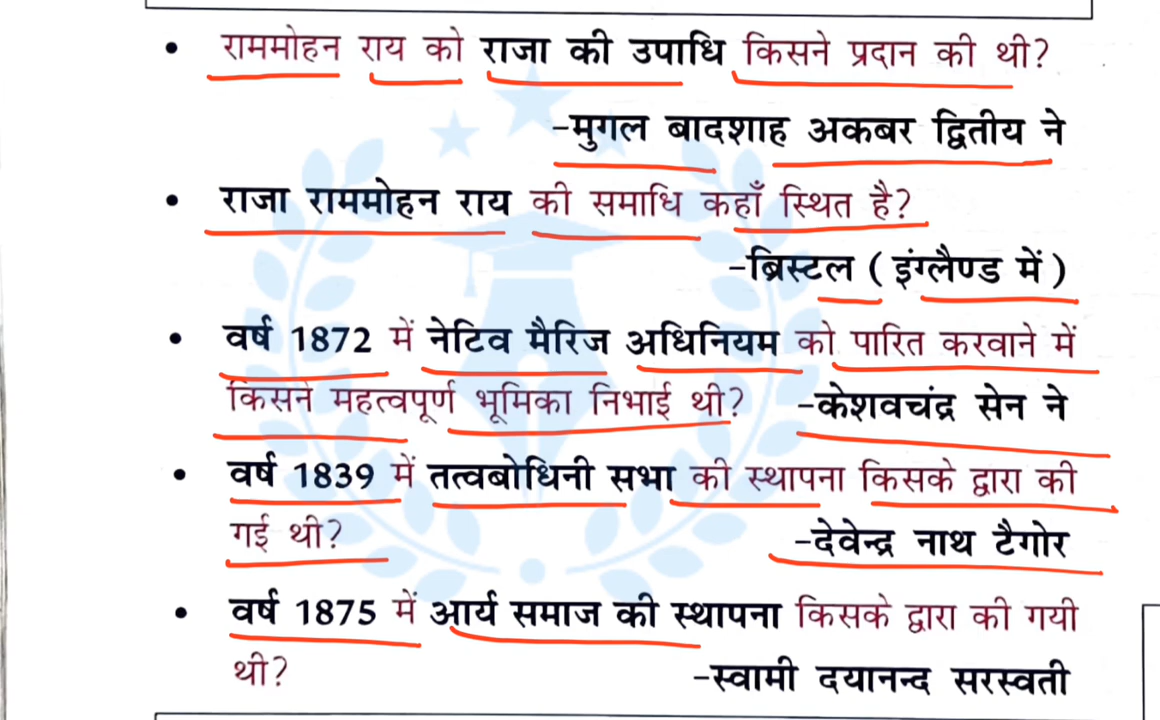 • राममोहन राय को राजा की उपाधि किसने प्रदान की थी?
-मुगल बादशाह अकबर द्वितीय ने
• राजा राममोहन राय की समाधि कहाँ स्थित है?
-ब्रिस्टल (इंग्लैण्ड में)
• वर्ष 1872 में नेटिव मैरिज अधिनियम को पारित करवाने में
किसने महत्वपूर्ण भूमिका निभाई थी? -केशवचंद्र सेन ने
• वर्ष 1839 में तत्वबोधिनी सभा की स्थापना किसके द्वारा की
गई थी? -देवेन्द्र नाथ टैगोर
• वर्ष 1875 में आर्य समाज की स्थापना किसके द्वारा की गयी
थी? -स्वामी दयानन्द सरस्वती